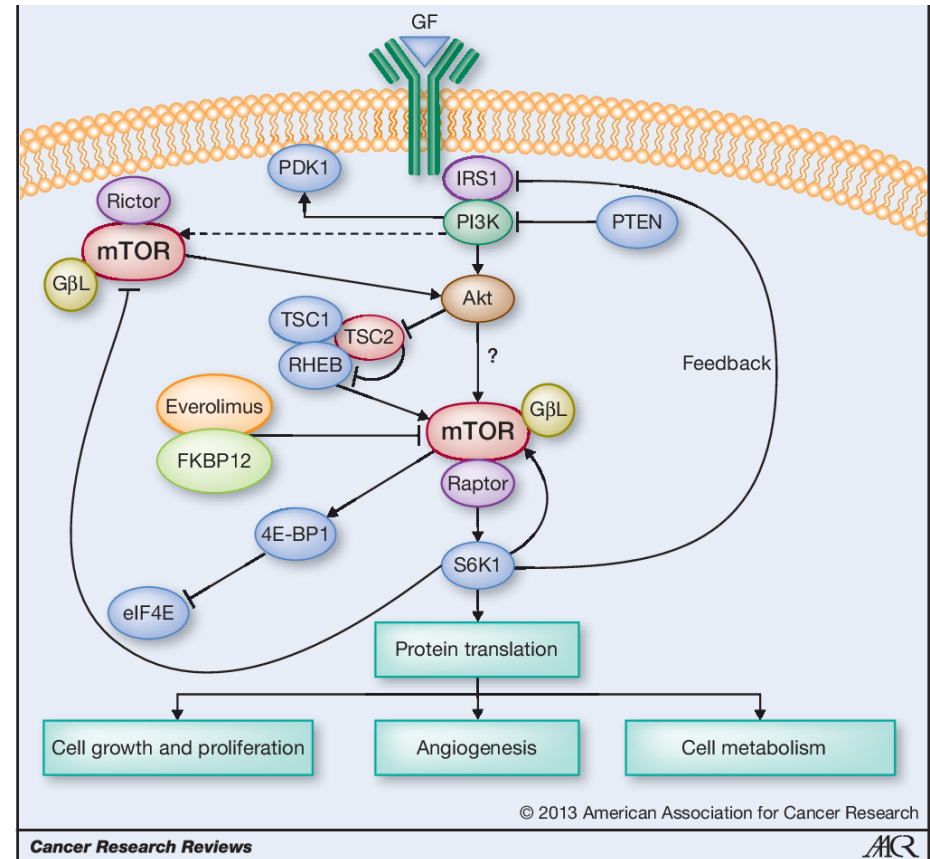 GF
PDK1
IRS1
Rictor
PI3K
PTEN
mTOR
GβL
Akt
TSC1
TSC2
?
RHEB
Feedback
Everolimus
GβL
mTOR
FKBP12
Raptor
4E-BP1
S6K1
eIF4E
Protein translation
Cell growth and proliferation
Angiogenesis
Cell metabolism
© 2013 American Association for Cancer Research
Cancer Research Reviews
AACR